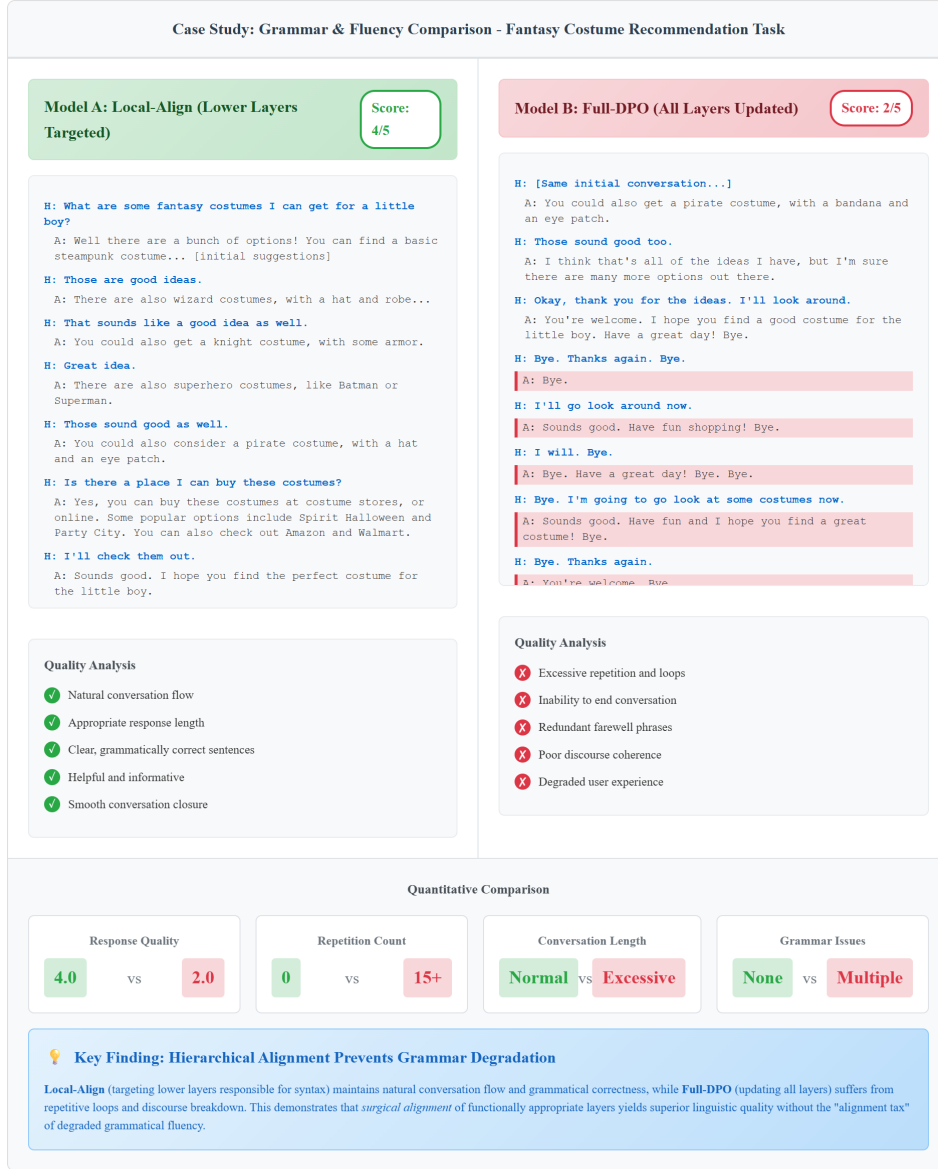 Case Study: Grammar & Fluency Comparison - Fantasy Costume Recommendation Task
Model A: Local-Align (Lower Layers
Targeted)
Score:
4/5
H: What are some fantasy costumes I can get for a little
boy?
A: Well there are a bunch of options! You can find a basic
steampunk costume... [initial suggestions]
H: Those are good ideas.
A: There are also wizard costumes, with a hat and robe...
H: That sounds like a good idea as well.
A: You could also get a knight costume, with some armor.
H: Great idea.
A: There are also superhero costumes, like Batman or
Superman.
H: Those sound good as well.
A: You could also consider a pirate costume, with a hat
and an eye patch.
H: Is there a place I can buy these costumes?
A: Yes, you can buy these costumes at costume stores, or
online. Some popular options include Spirit Halloween and
Party City. You can also check out Amazon and Walmart.
H: I'll check them out.
A: Sounds good. I hope you find the perfect costume for
the little boy.
Quality Analysis
Natural conversation flow
Appropriate response length
Clear, grammatically correct sentences
Helpful and informative
Smooth conversation closure
Model B: Full-DPO (All Layers Updated)
Score: 2/5
H: [Same initial conversation...]
A: You could also get a pirate costume, with a bandana and
an eye patch.
H: Those sound good too.
A: I think that's all of the ideas I have, but I'm sure
there are many more options out there.
H: Okay, thank you for the ideas. I'll look around.
A: You're welcome. I hope you find a good costume for the
little boy. Have a great day! Bye.
H: Bye. Thanks again. Bye.
A: Bye.
H: I'll go look around now.
A: Sounds good. Have fun shopping! Bye.
H: I will. Bye.
A: Bye. Have a great day! Bye. Bye.
H: Bye. I'm going to go look at some costumes now.
A: Sounds good. Have fun and I hope you find a great
costume! Bye.
H: Bye. Thanks again.
A: You're welcome. Bye
Quality Analysis
Excessive repetition and loops
Inability to end conversation
Redundant farewell phrases
Poor discourse coherence
Degraded user experience
Quantitative Comparison
Response Quality
4.0 vs 2.0
Repetition Count
0 vs 15+
Conversation Length
Normal vs Excessive
Grammar Issues
None vs Multiple
Key Finding: Hierarchical Alignment Prevents Grammar Degradation
Local-Align (targeting lower layers responsible for syntax) maintains natural conversation flow and grammatical correctness, while Full-DPO (updating all layers) suffers from
repetitive loops and discourse breakdown. This demonstrates that surgical alignment of functionally appropriate layers yields superior linguistic quality without the "alignment tax"
of degraded grammatical fluency.